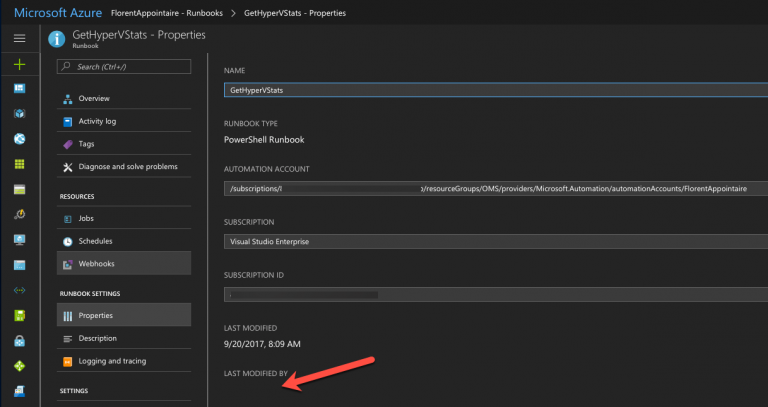 Microsoft Azure FlorentAppointaire - Runbooks > GetHyperVStats - Properties
GetHyperVStats - Properties
Runbook
Search (Ctrl+/)
Overview
Activity log
Tags
Diagnose and solve problems
RESOURCES
Jobs
Schedules
Webhooks
RUNBOOK SETTINGS
Properties
Description
Logging and tracing
SETTINGS
NAME
GetHyperVStats
RUNBOOK TYPE
PowerShell Runbook
AUTOMATION ACCOUNT
/subscriptions/ /resourceGroups/OMS/providers/Microsoft.Automation/automationAccounts/FlorentAppointaire
SUBSCRIPTION
Visual Studio Enterprise
SUBSCRIPTION ID
LAST MODIFIED
9/20/2017, 8:09 AM
LAST MODIFIED BY